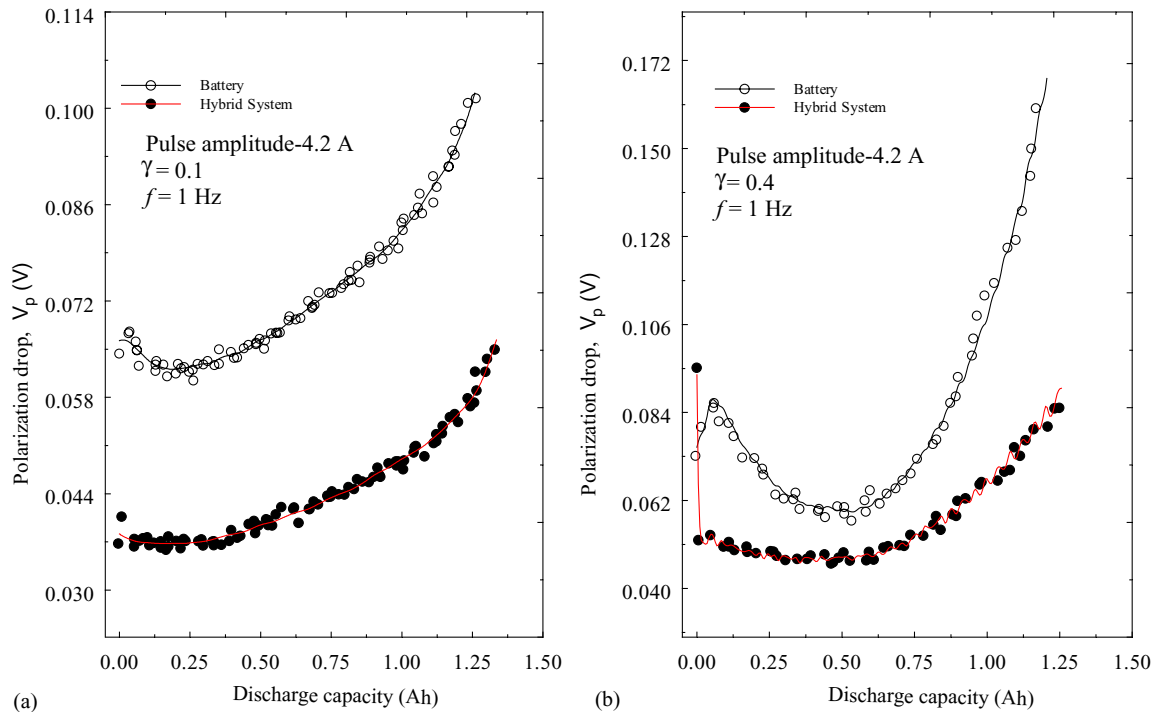 0.114
0.100
0.086
0.072
0.058
0.044
0.030
Polarization drop, V_p (V)
Battery
Hybrid System
Pulse amplitude-4.2 A
γ = 0.1
f = 1 Hz
0.00 0.25 0.50 0.75 1.00 1.25 1.50
Discharge capacity (Ah)
(a)
0.172
0.150
0.128
0.106
0.084
0.062
0.040
Polarization drop, V_p (V)
Battery
Hybrid System
Pulse amplitude-4.2 A
γ = 0.4
f = 1 Hz
0.00 0.25 0.50 0.75 1.00 1.25 1.50
Discharge capacity (Ah)
(b)